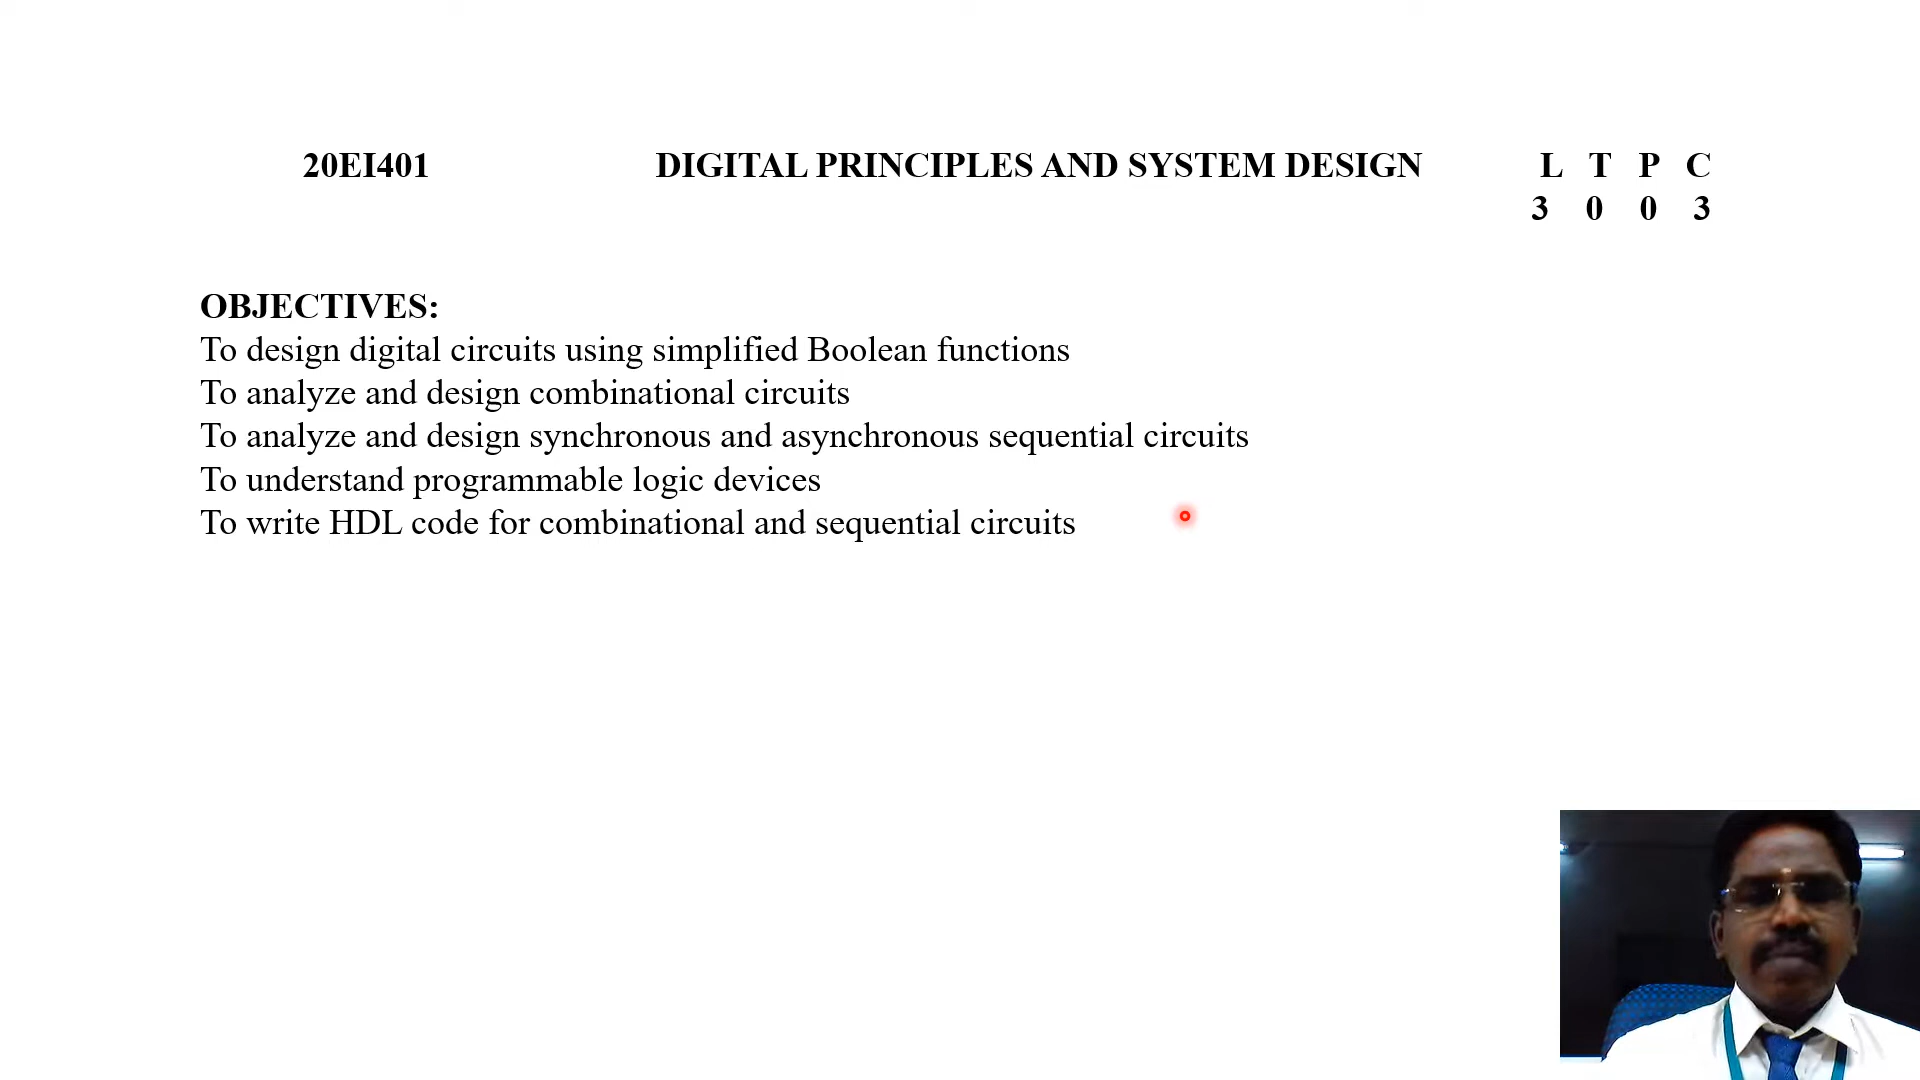 20EI401 DIGITAL PRINCIPLES AND SYSTEM DESIGN L T P C
3 0 0 3
OBJECTIVES:
To design digital circuits using simplified Boolean functions
To analyze and design combinational circuits
To analyze and design synchronous and asynchronous sequential circuits
To understand programmable logic devices
To write HDL code for combinational and sequential circuits